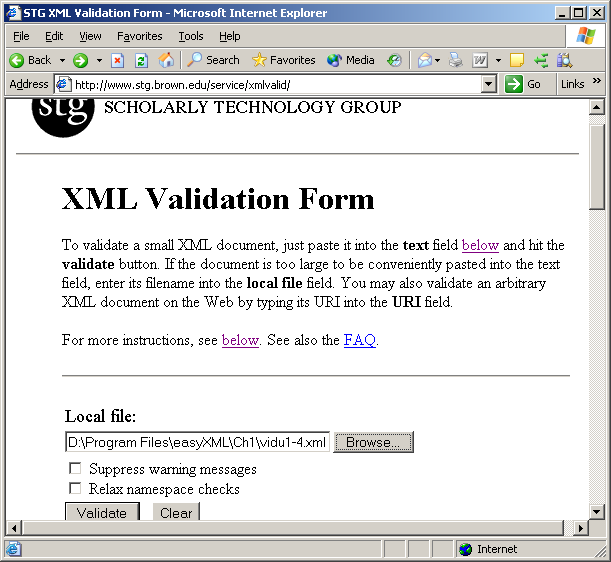 STG XML Validation Form - Microsoft Internet Explorer
File Edit View Favorites Tools Help
Back Search Favorites Media W
Address http://www.stg.brown.edu/service/xmlvalid/ Go Links »
stg SCHOLARLY TECHNOLOGY GROUP
XML Validation Form
To validate a small XML document, just paste it into the text field below and hit the
validate button. If the document is too large to be conveniently pasted into the text
field, enter its filename into the local file field. You may also validate an arbitrary
XML document on the Web by typing its URI into the URI field.
For more instructions, see below. See also the FAQ.
Local file:
D:\Program Files\easyXML\Ch1\vidu1-4.xml Browse...
Suppress warning messages
Relax namespace checks
Validate Clear
Internet